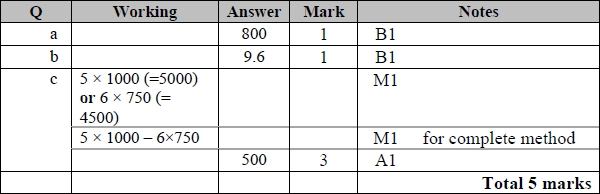 Q Working Answer Mark Notes
a 800 1 B1
b 9.6 1 B1
c 5 × 1000 (=5000) M1
or 6 × 750 (=
4500)
5 × 1000 – 6×750 M1 for complete method
500 3 A1
Total 5 marks